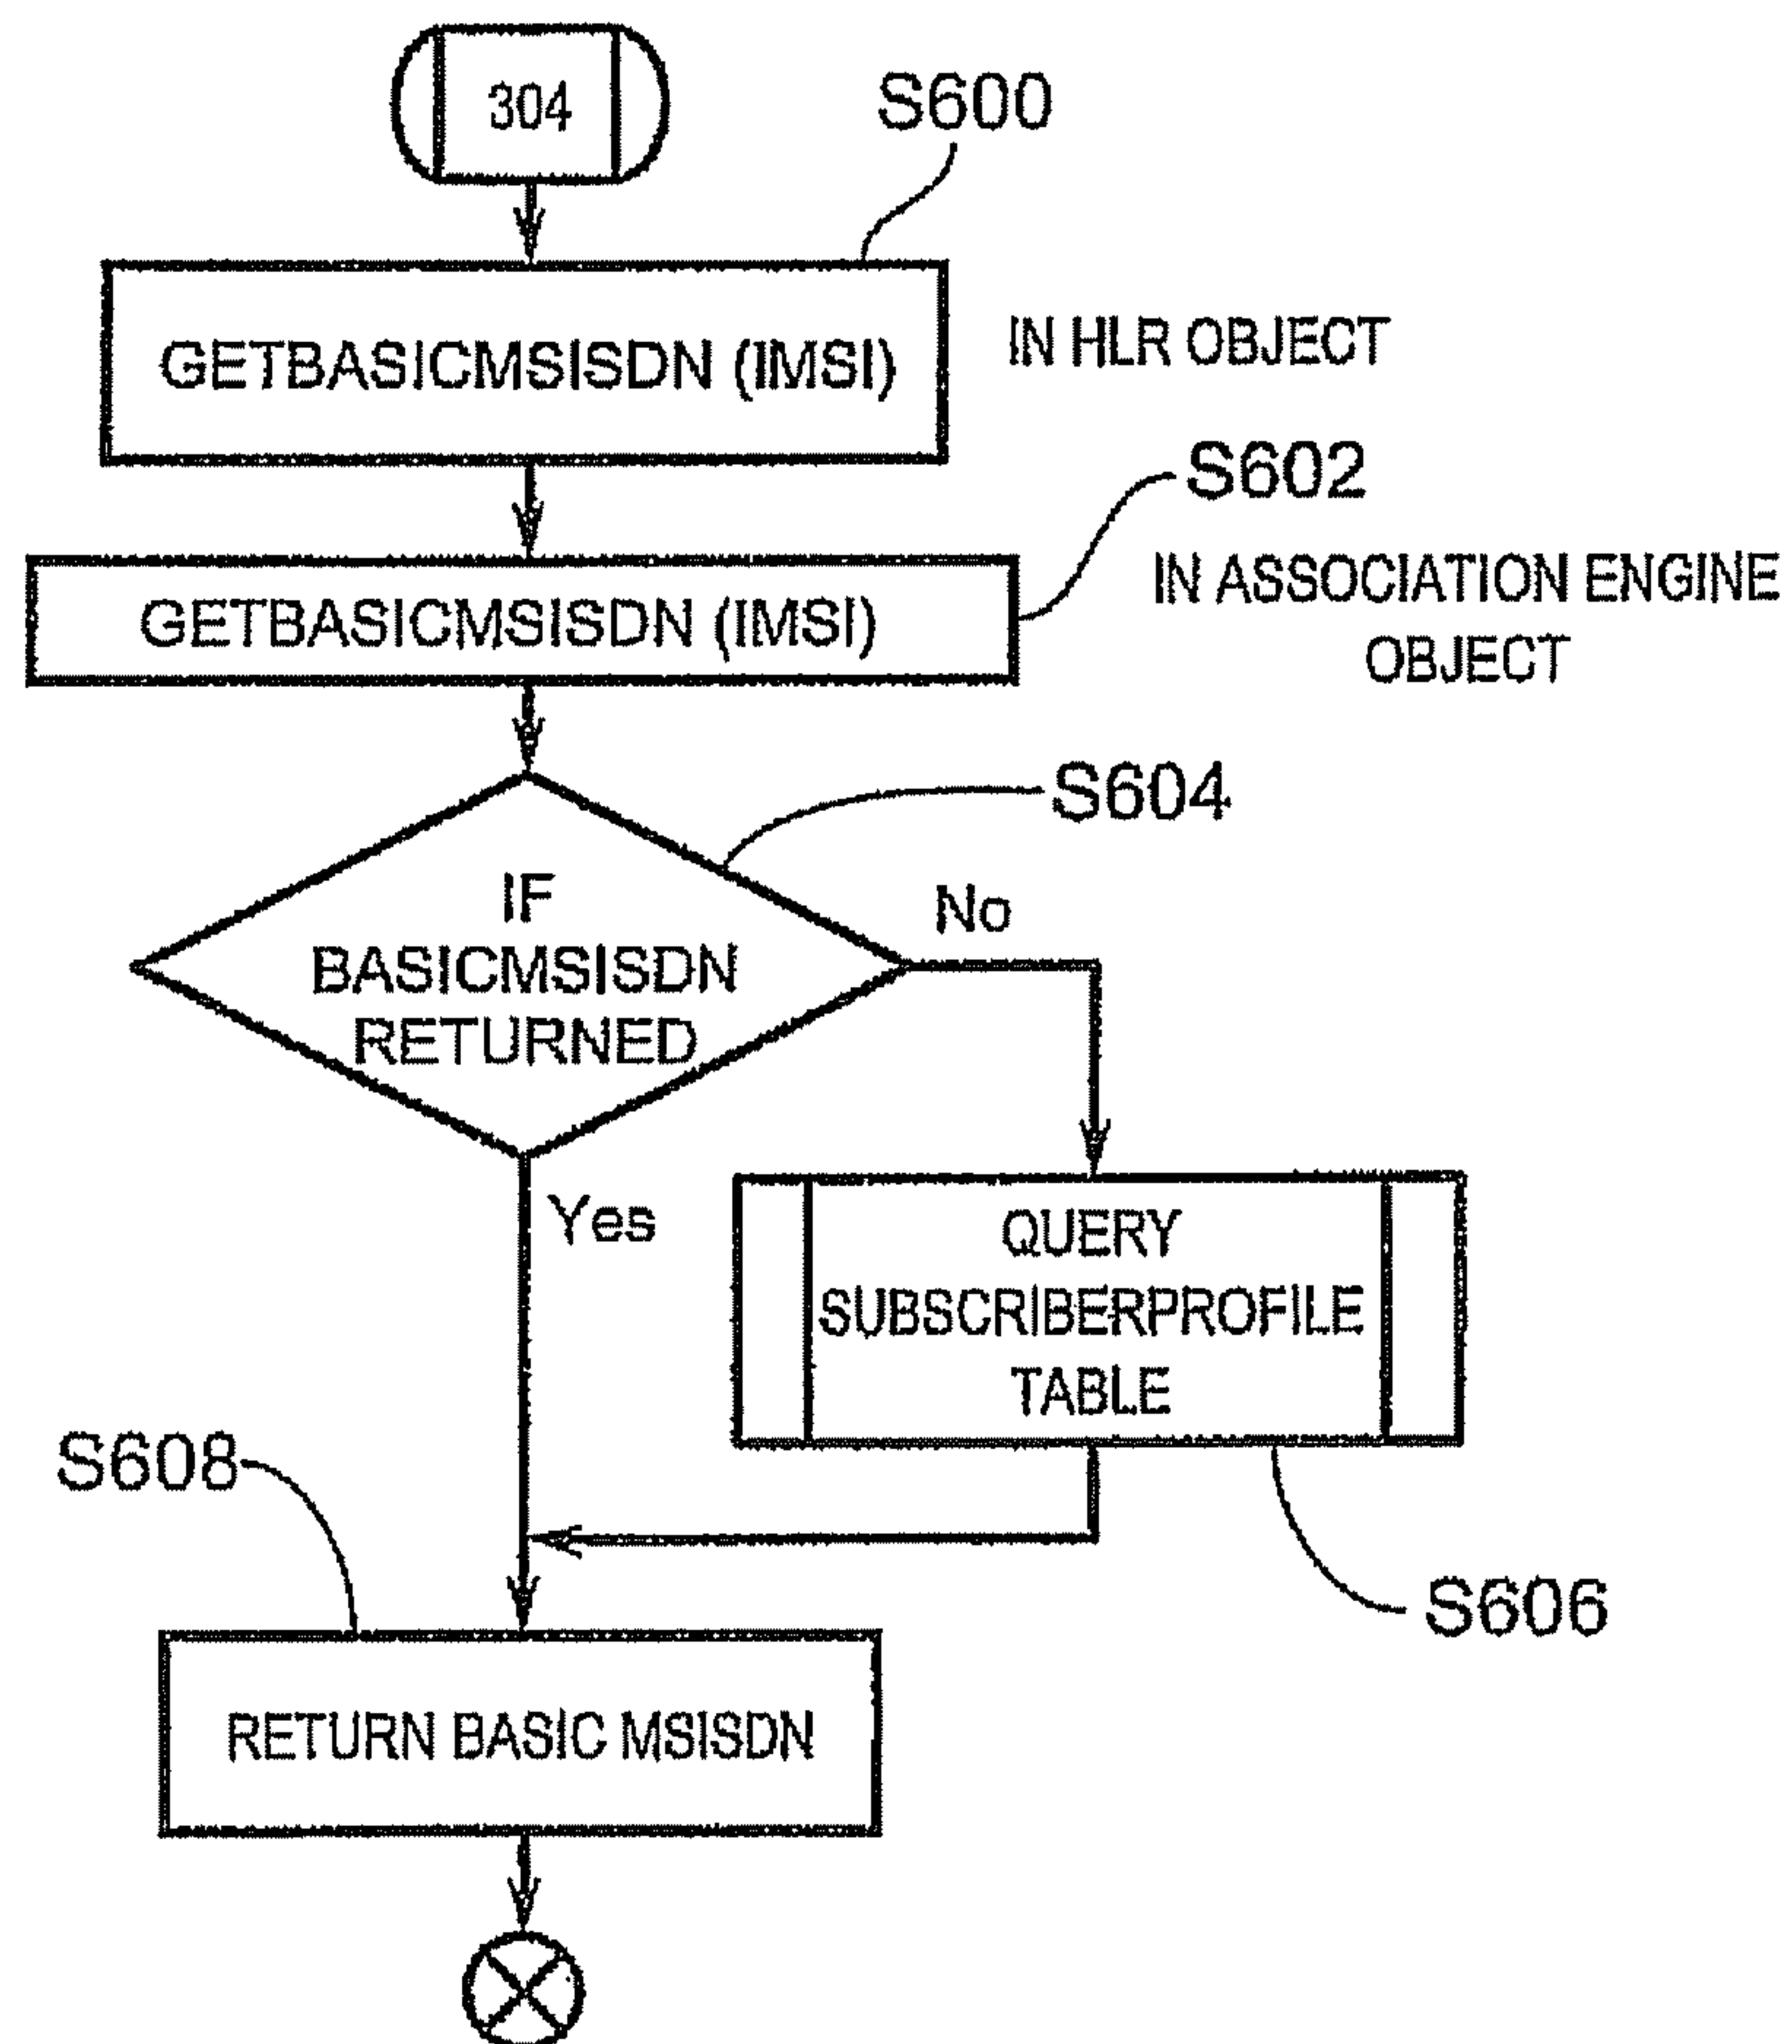 304
S600
GETBASICMSISDN (IMSI)
IN HLR OBJECT
S602
GETBASICMSISDN (IMSI)
IN ASSOCIATION ENGINE
OBJECT
S604
IF
BASICMSISDN
RETURNED
No
Yes
QUERY
SUBSCRIBERPROFILE
TABLE
S608
S606
RETURN BASIC MSISDN